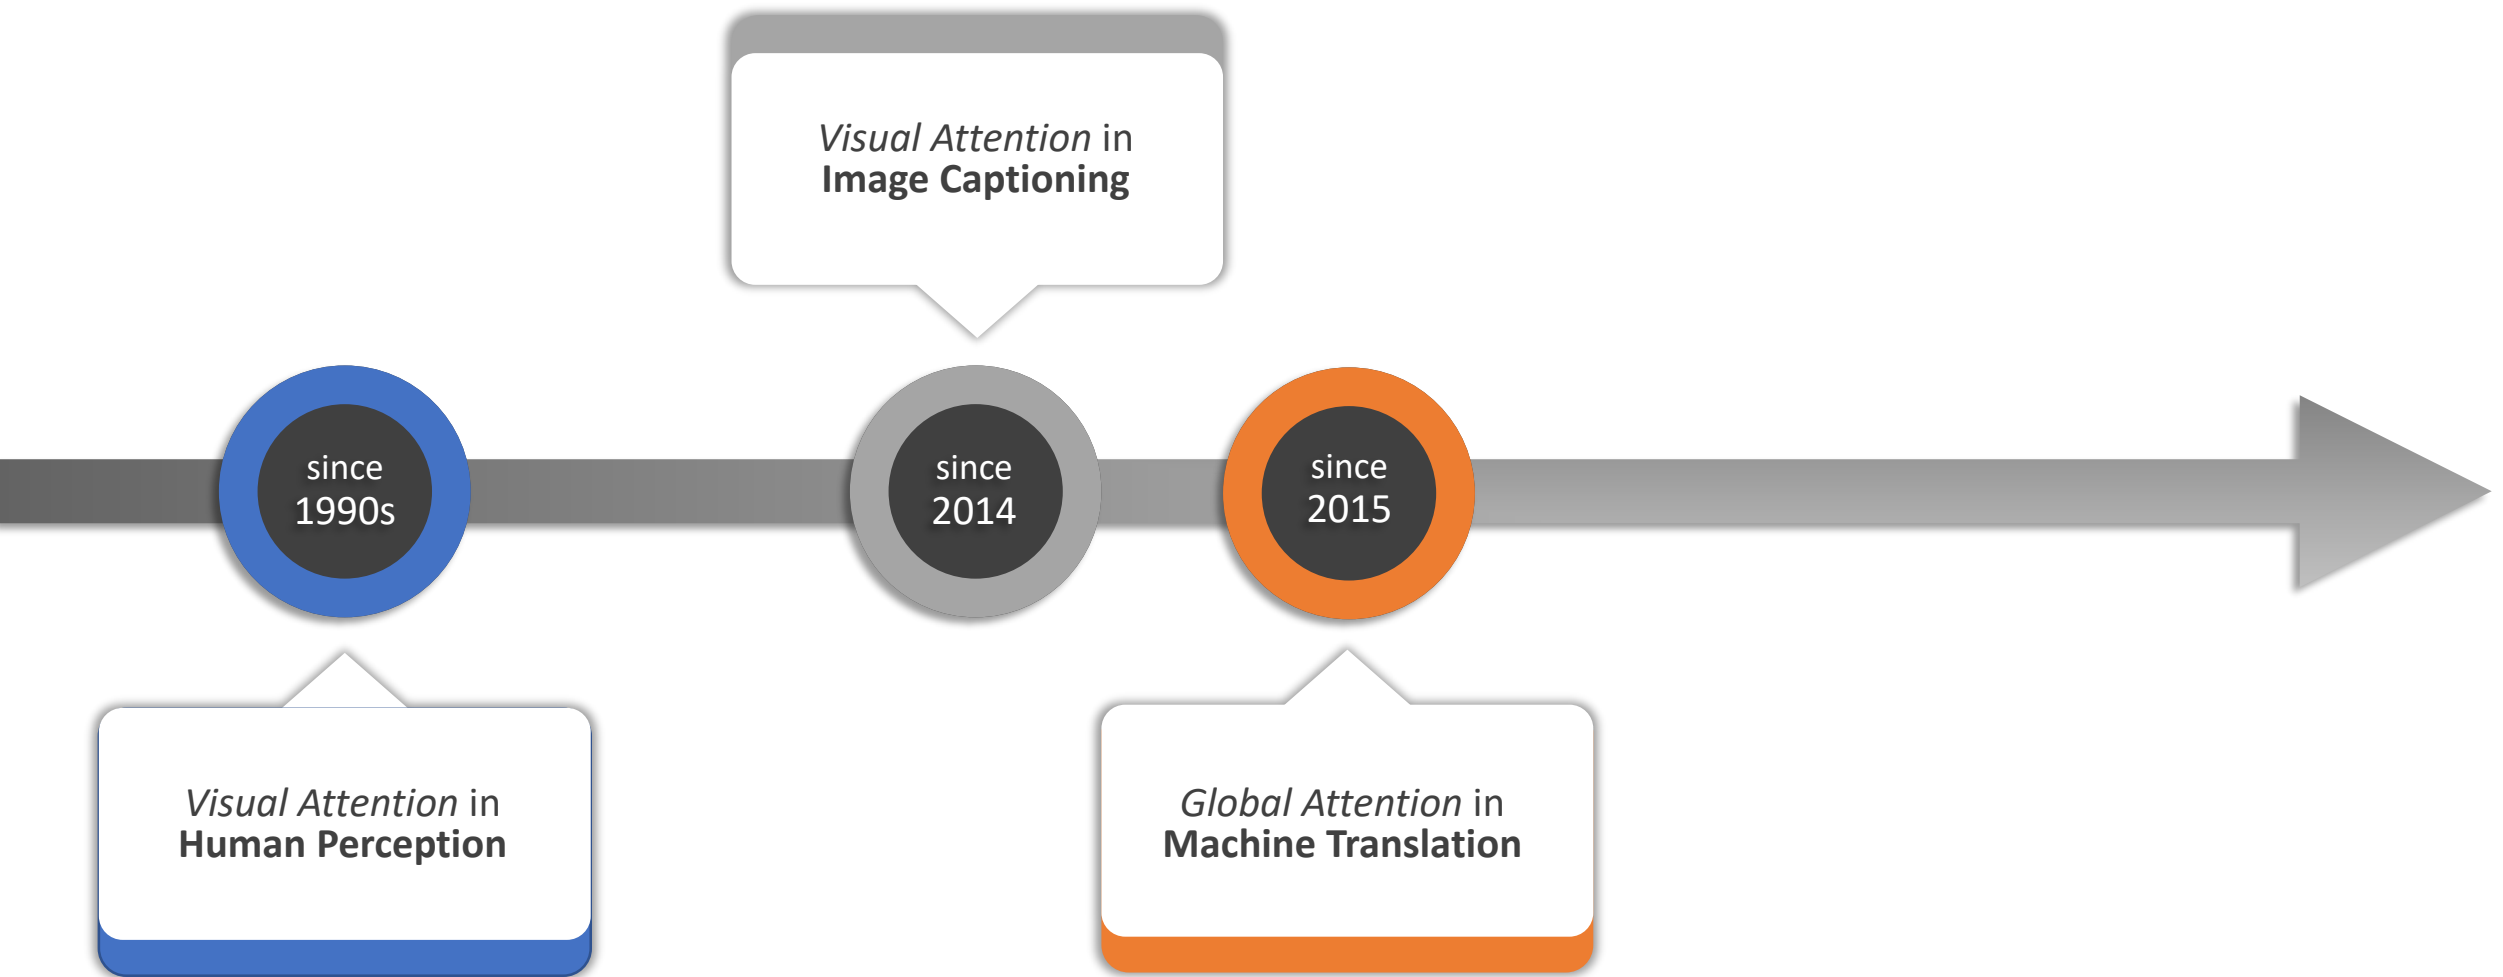 Visual Attention in
Image Captioning
since
1990s
since
2014
since
2015
Visual Attention in
Human Perception
Global Attention in
Machine Translation